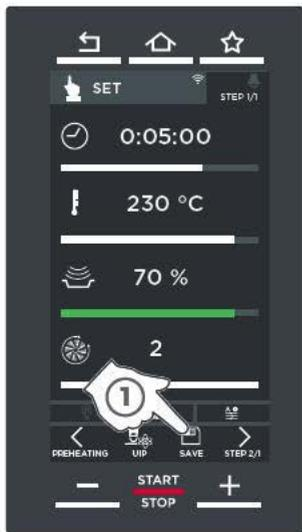 SET
STEP 1/1
0:05:00
230 °C
70 %
2
1
PREHEATING UIP SAVE STEP 2/1
START
STOP